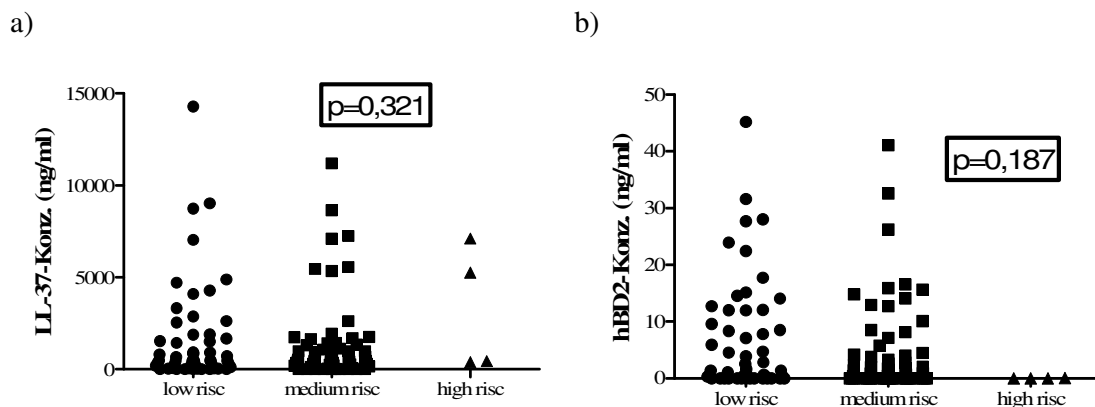 a)
LL-37-Konz. (ng/ml)
15000
10000
5000
0
p=0,321
low risc
medium risc
high risc
b)
hBD2-Konz. (ng/ml)
50
40
30
20
10
0
p=0,187
low risc
medium risc
high risc